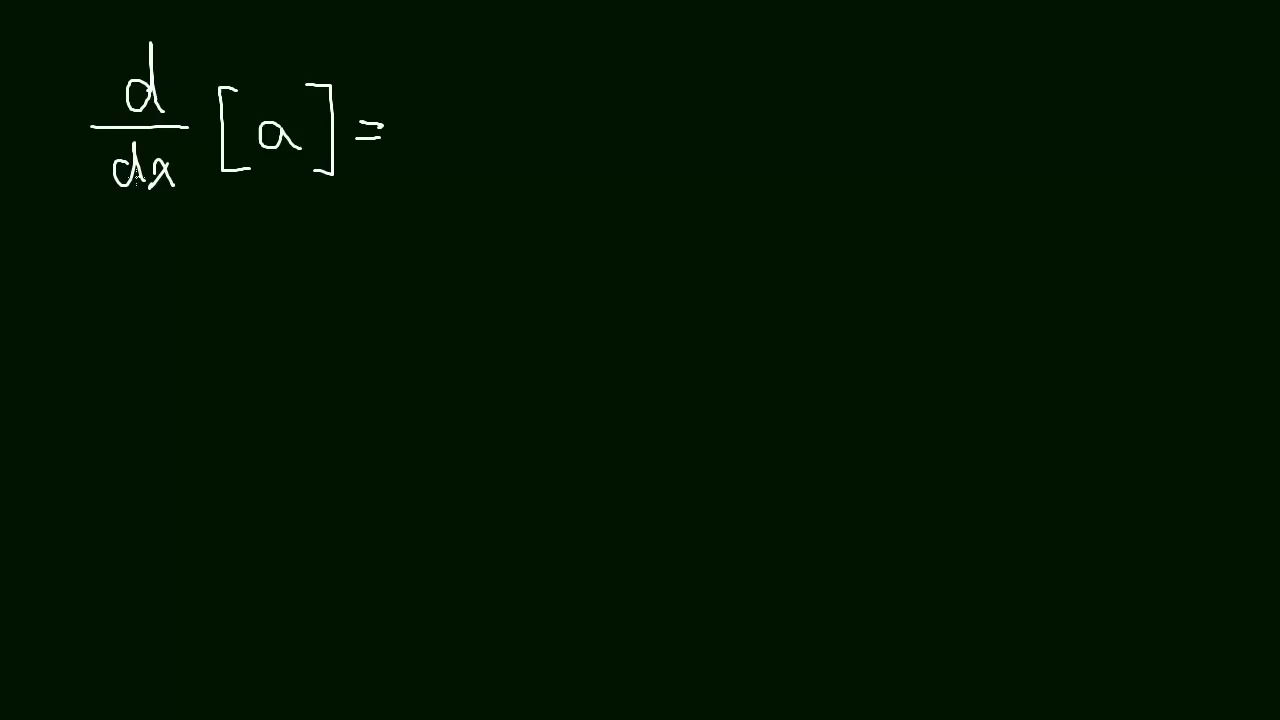 d/dx [a] =